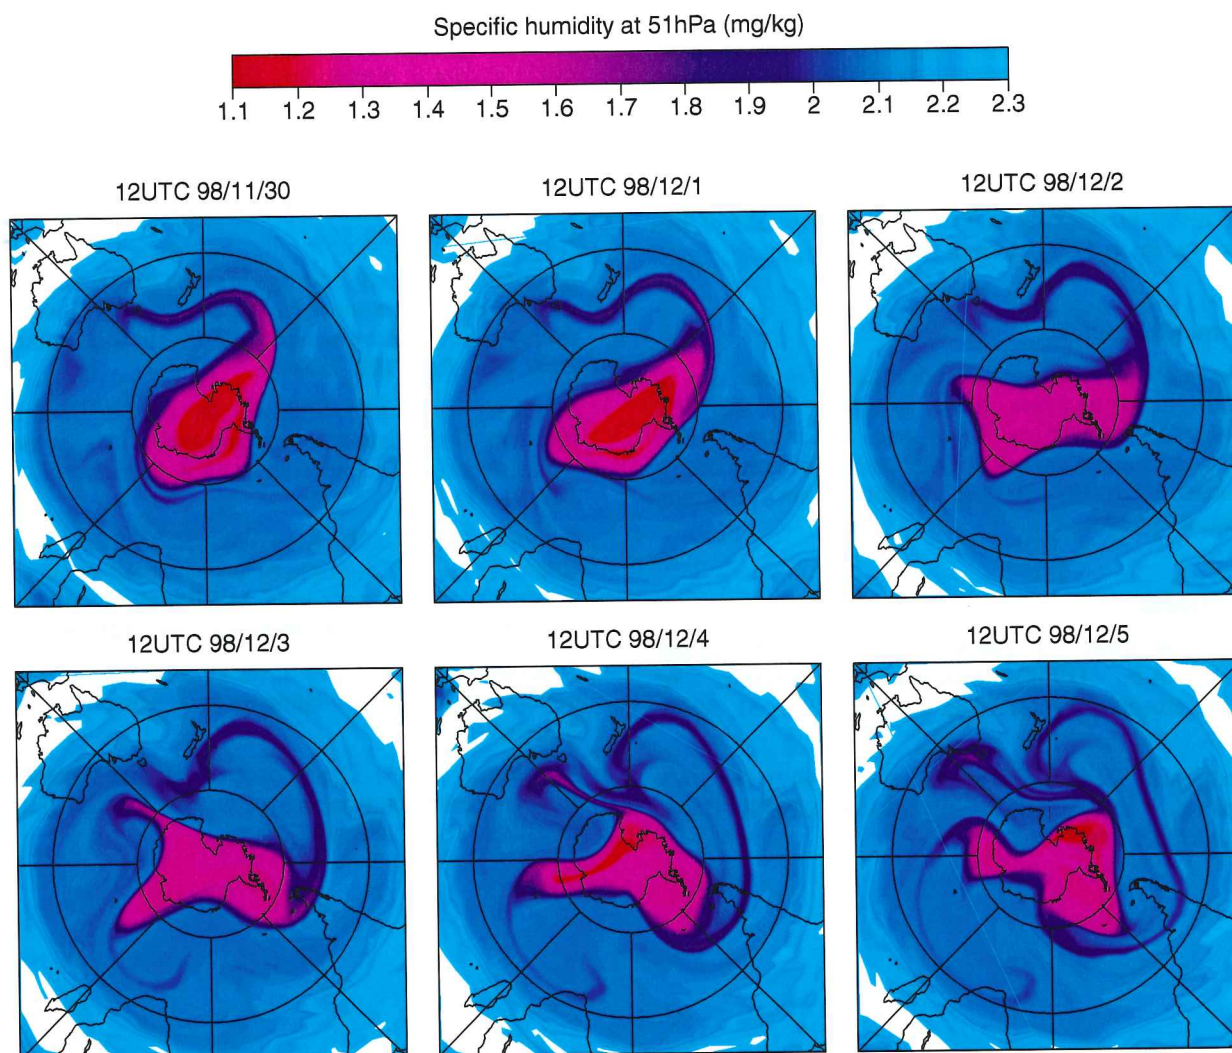 Specific humidity at 51hPa (mg/kg)
1.1 1.2 1.3 1.4 1.5 1.6 1.7 1.8 1.9 2 2.1 2.2 2.3
12UTC 98/11/30 12UTC 98/12/1 12UTC 98/12/2
12UTC 98/12/3 12UTC 98/12/4 12UTC 98/12/5